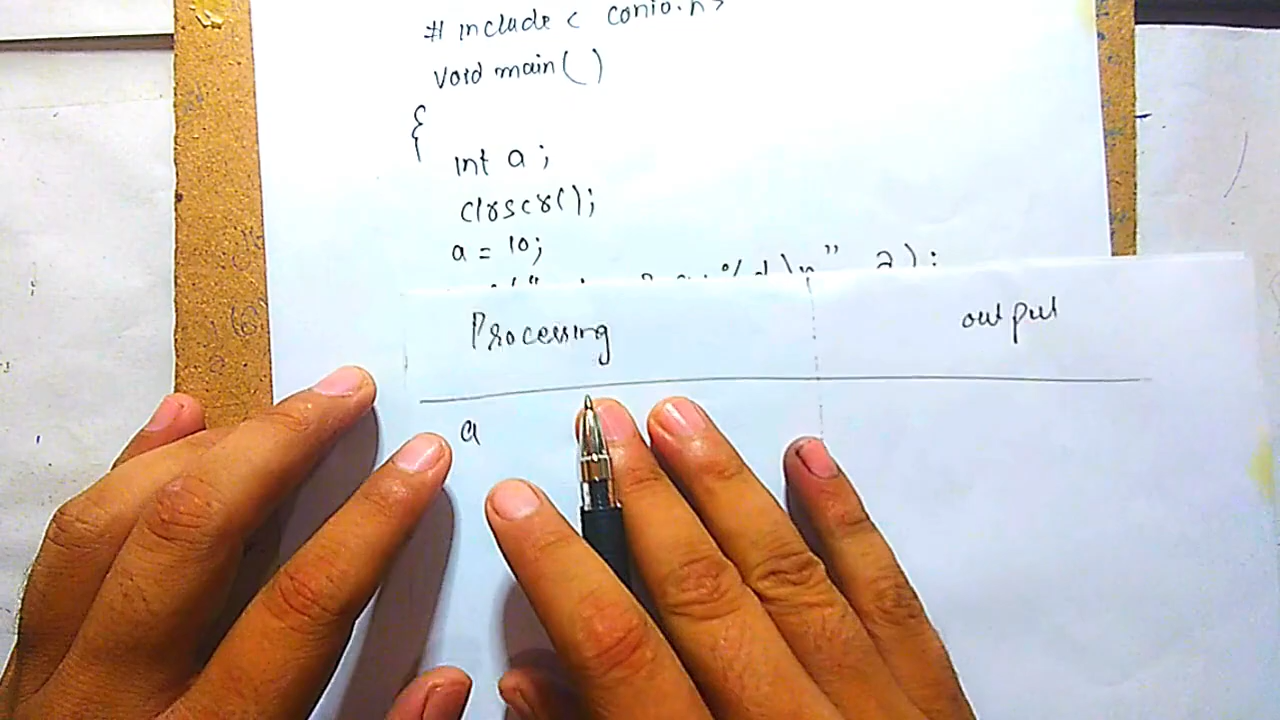 # include < conio.h>
void main( )
{
int a ;
clrscr();
a = 10;
%d \n" a);
Processing output
a